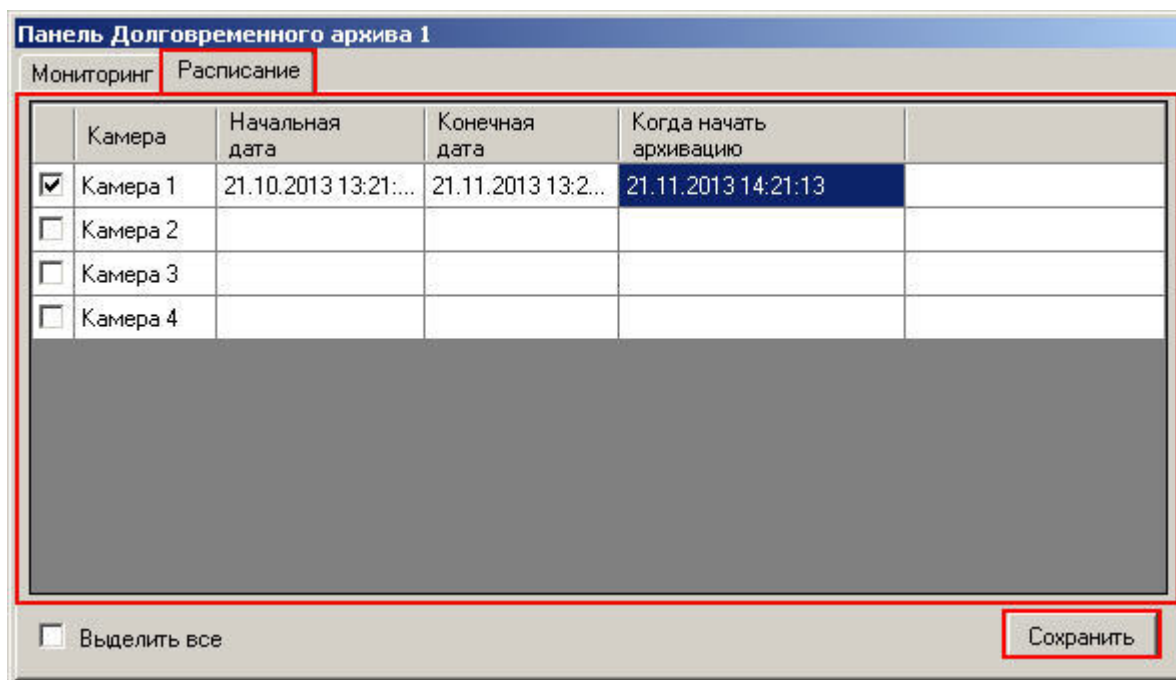 Панель Долговременного архива 1
Мониторинг Расписание
Камера Начальная дата Конечная дата Когда начать архивацию
Камера 1 21.10.2013 13:21:... 21.11.2013 13:2... 21.11.2013 14:21:13
Камера 2
Камера 3
Камера 4
Выделить все Сохранить